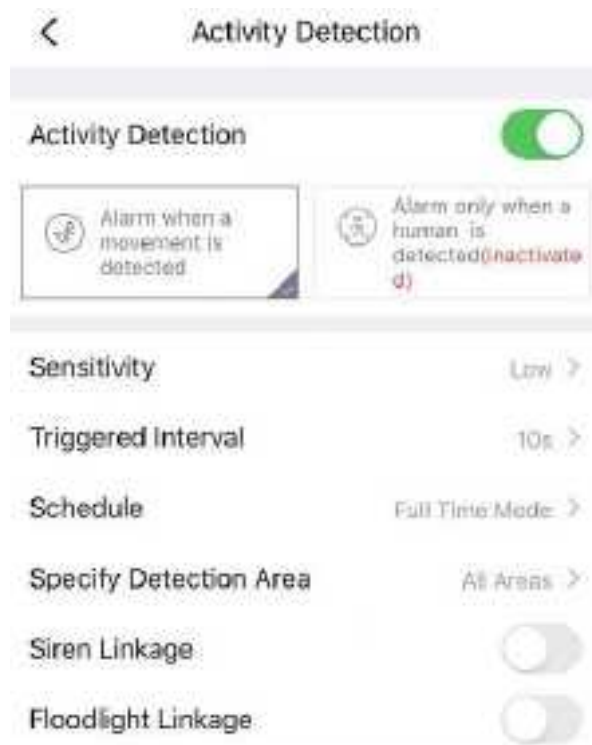 Activity Detection
Activity Detection
Alarm when a
movement is
detected
Alarm only when a
human is
detected(inactivate
d)
Sensitivity Low
Triggered Interval 10s
Schedule Full Time Mode
Specify Detection Area All Areas
Siren Linkage
Floodlight Linkage